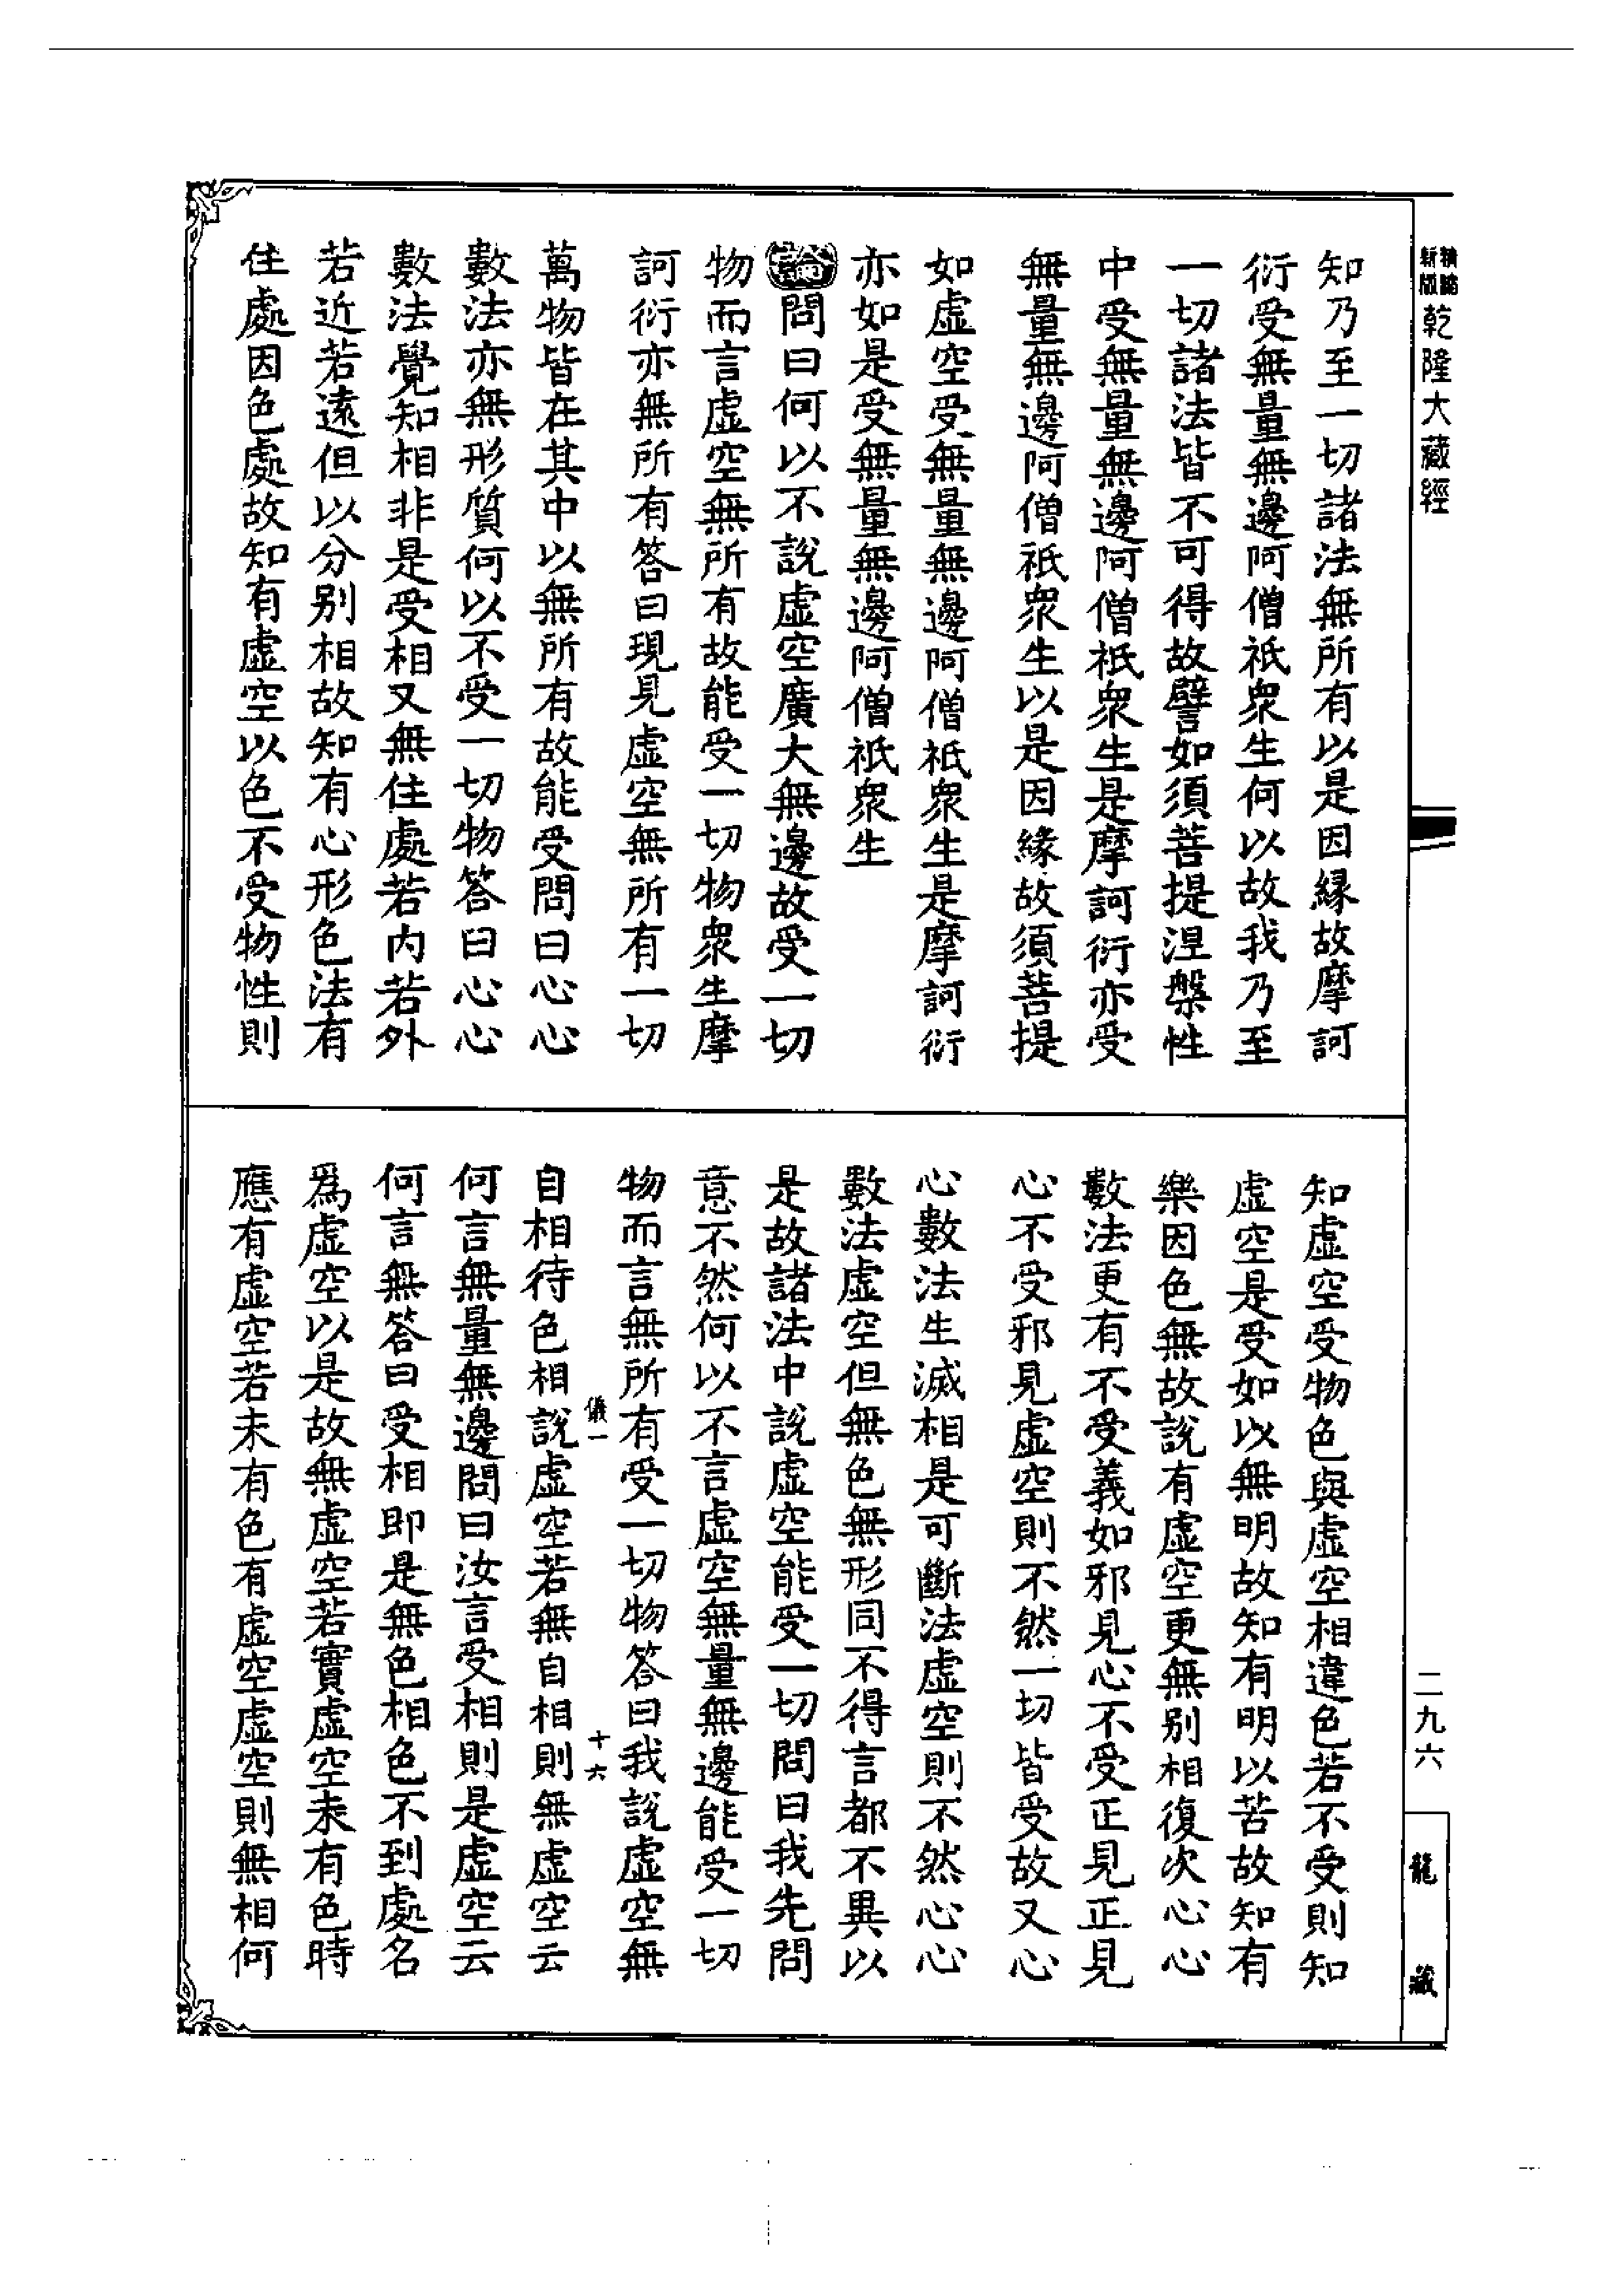 乾隆大藏經
知乃至一切諸法無所有以是因緣故摩訶
衍受無量無邊阿僧祇衆生何以故我乃至
一切諸法皆不可得故譬如須菩提涅槃性
中受無量無邊阿僧祇衆生是摩訶衍亦受
無量無邊阿僧祇衆生以是因緣故須菩提
如虛空受無量無邊阿僧祇衆生是摩訶衍
亦如是受無量無邊阿僧祇衆生
論問曰何以不說虛空廣大無邊故受一切
物而言虛空無所有故能受一切物衆生摩
訶衍亦無所有答曰現見虛空無所有一切
萬物皆在其中以無所有故能受問曰心心
數法亦無形質何以不受一切物答曰心心
數法覺知相非是受相又無住處若內若外
若近若遠但以分別相故知有心形色法有
住處因色處故知有虛空以色不受物性則
知虛空受物色與虛空相違色若不受則知
虛空是受如以無明故知有明以苦故知有
樂因色無故說有虛空更無別相復次心心
數法更有不受義如邪見心不受正見正見
心不受邪見虛空則不然一切皆受故又心
心數法生滅相是可斷法虛空則不然心心
數法虛空但無色無形同不得言都不異以
是故諸法中說虛空能受一切問曰我先問
意不然何以不言虛空無量無邊能受一切
物而言無所有受一切物答曰我說虛空無
儀一 十六
自相待色相說虛空若無自相則無虛空云
何言無量無邊問曰汝言受相則是虛空云
何言無答曰受相即是無色相色不到處名
爲虛空以是故無虛空若實虛空未有色時
應有虛空若未有色有虛空虛空則無相何
二九六
龍藏